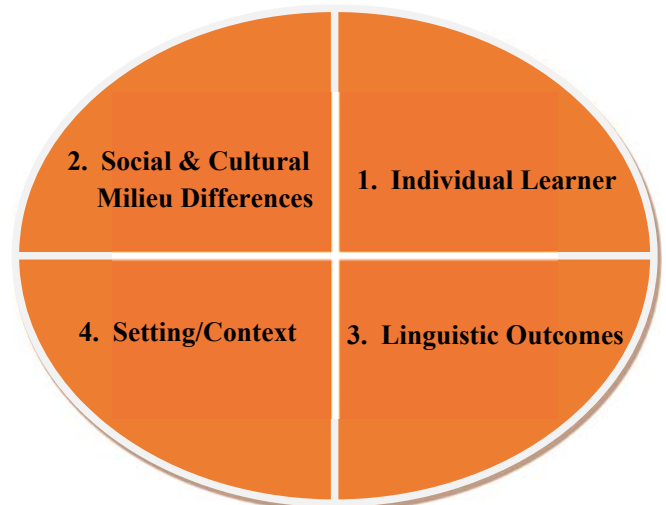 2. Social & Cultural
Milieu Differences
1. Individual Learner
4. Setting/Context
3. Linguistic Outcomes